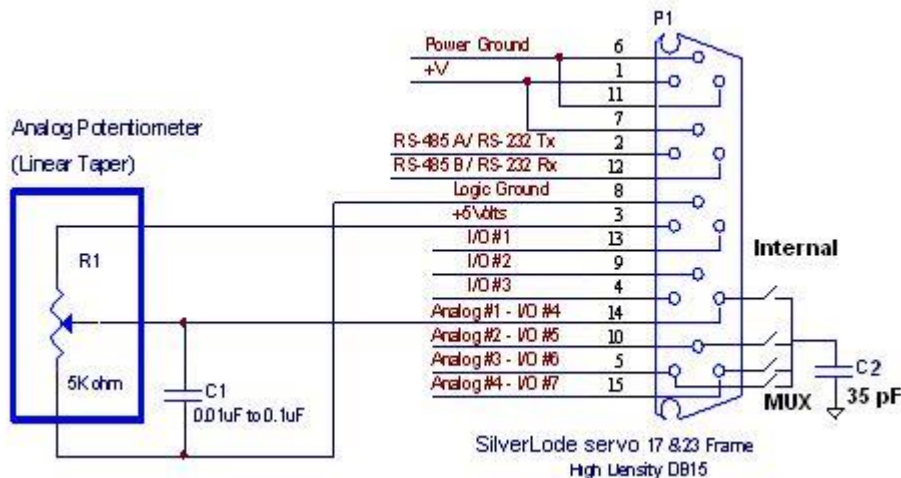 P1
Power Ground 6
+V 1
11
7
RS-485 A/ RS-232 Tx 2
RS-485 B/ RS-232 Rx 12
Logic Ground 8
+5Volts 3
I/O #1 13
I/O #2 9
I/O #3 4
Analog #1 - I/O #4 14
Analog #2 - I/O #5 10
Analog #3 - I/O #6 5
Analog #4 - I/O #7 15
Analog Potentiometer
(Linear Taper)
R1
5K ohm
C1
0.01uF to 0.1uF
Internal
MUX
C2
35 pF
SilverLode servo 17 &23 Frame
High Density DB15